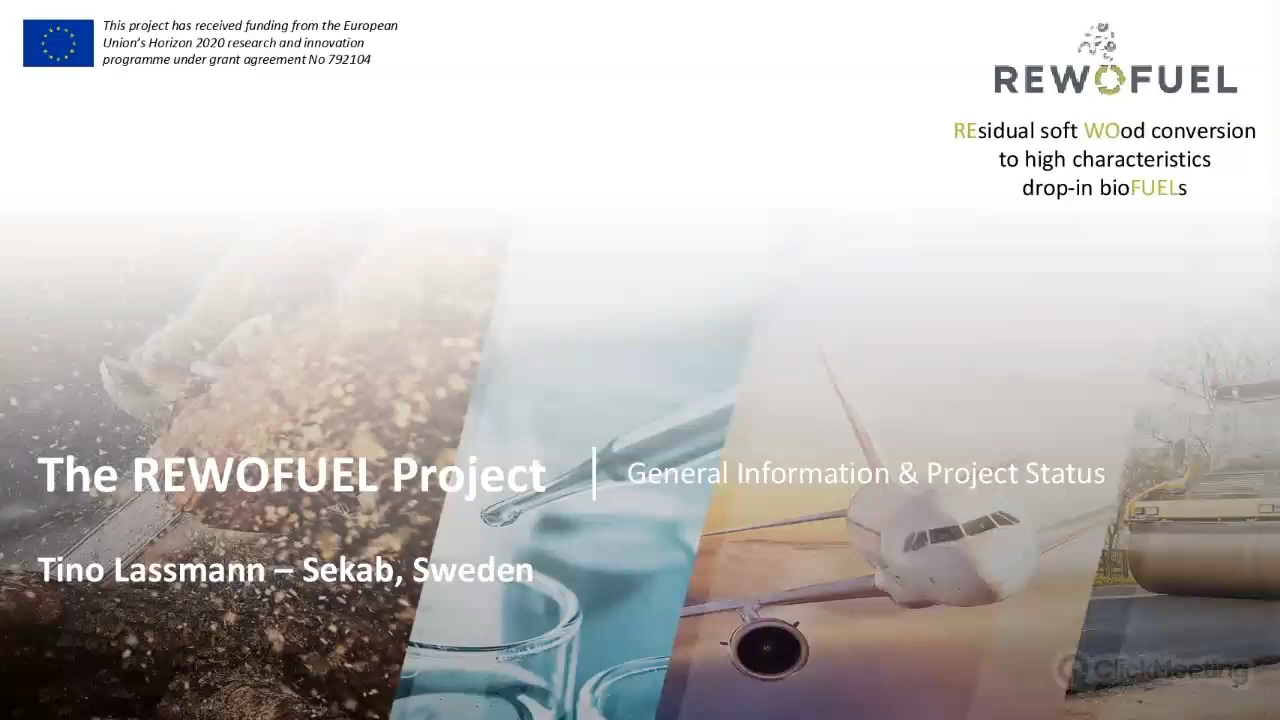 This project has received funding from the European
Union's Horizon 2020 research and innovation
programme under grant agreement No 792104
REWOFUEL
REsidual soft WOod conversion
to high characteristics
drop-in bioFUELs
The REWOFUEL Project
General Information & Project Status
Tino Lassmann – Sekab, Sweden
ClickMeeting